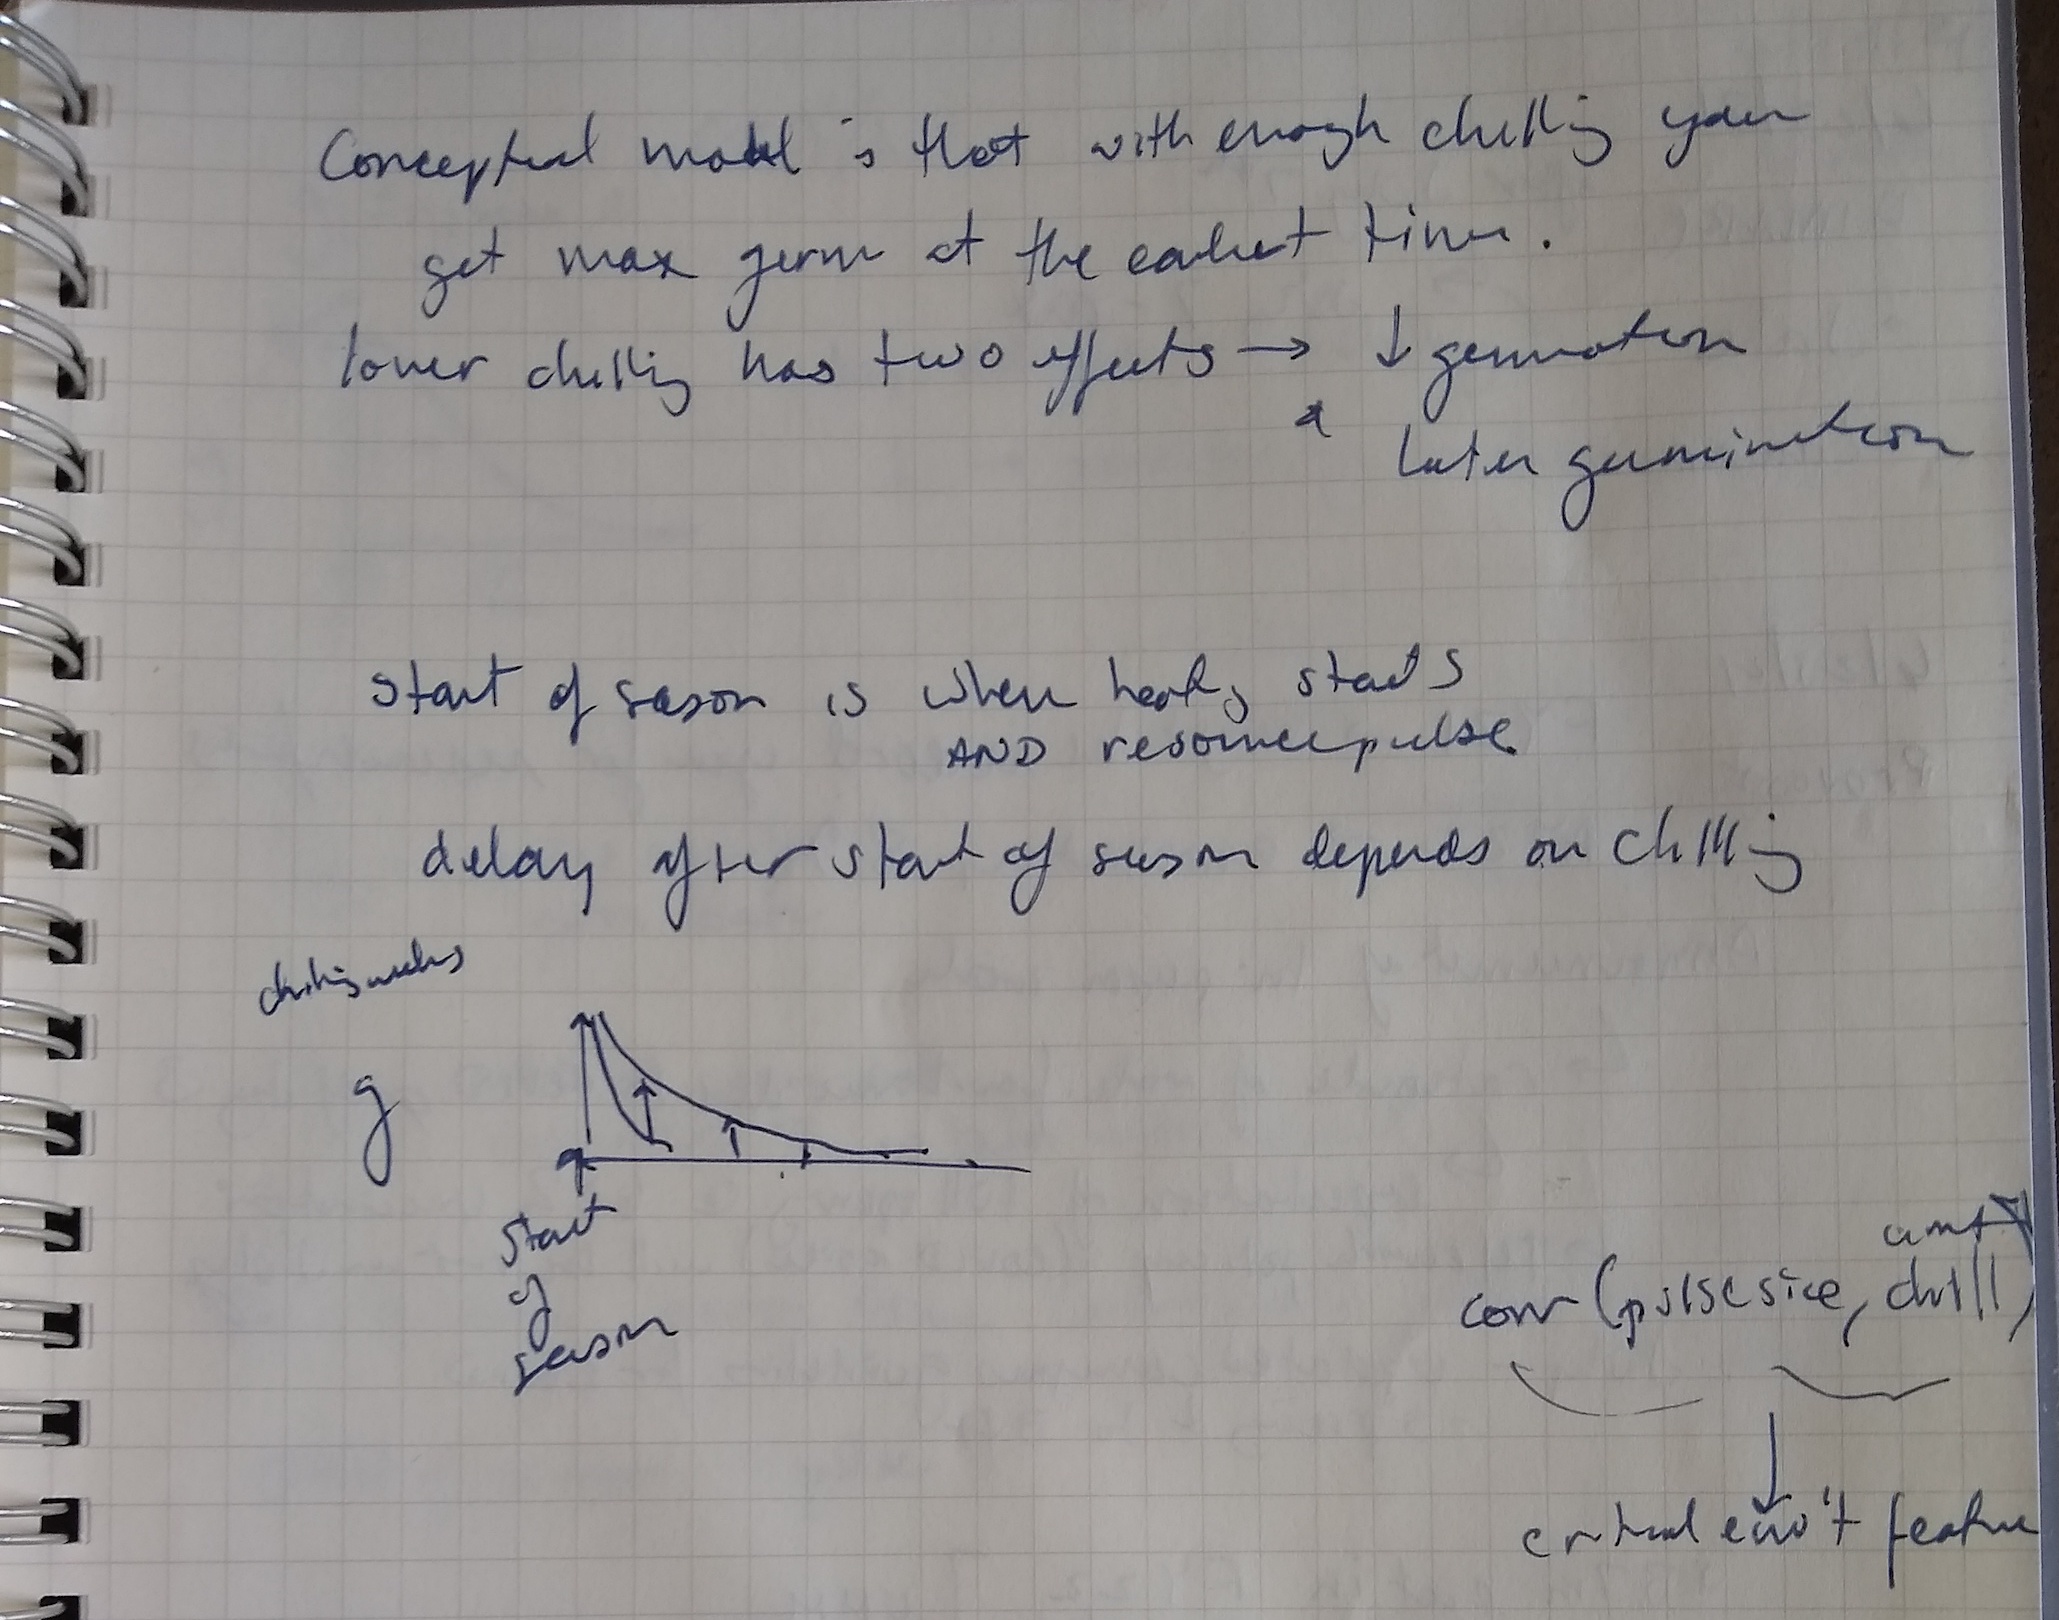 Conceptual model is that with enough chilling you
get max germ at the earliest time.
lower chilling has two effects → ↓ germination
& later germination
start of season is when heating starts
AND resource pulse
delay after start of season depends on chilling
chilling weeks
g
start
of
season
amt
corr (pulse size, chill)
critical env't feature